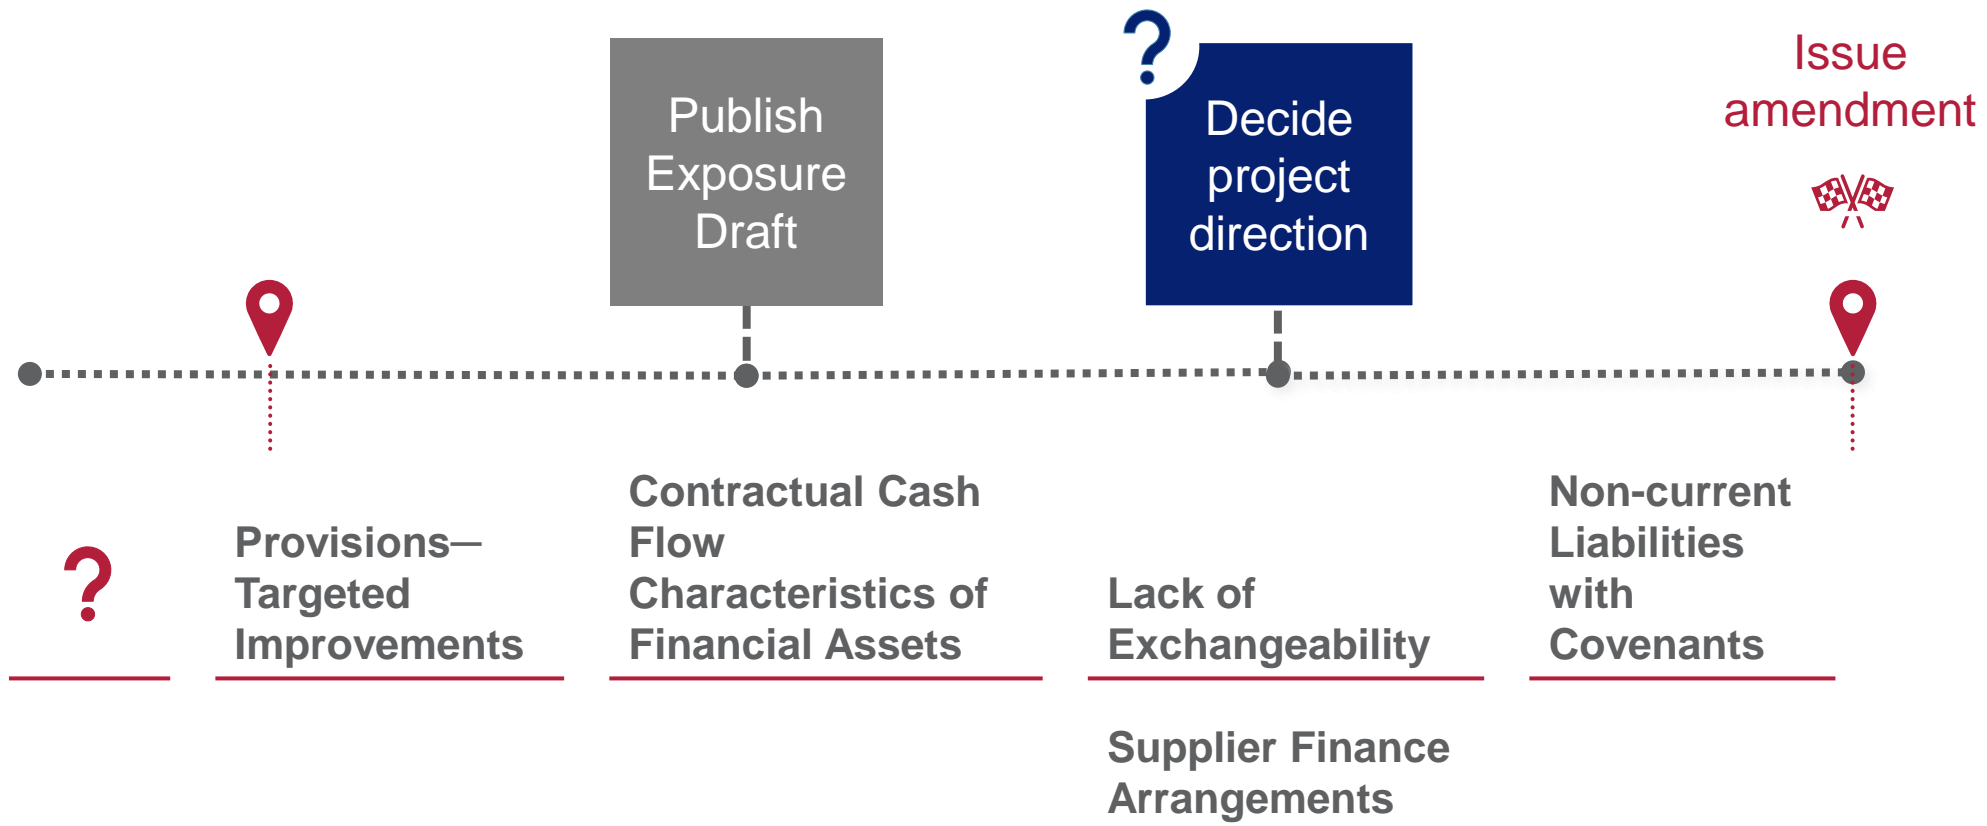 Publish
Exposure
Draft
?
Decide
project
direction
Issue
amendment
?
Provisions—
Targeted
Improvements
Contractual Cash
Flow
Characteristics of
Financial Assets
Lack of
Exchangeability
Supplier Finance
Arrangements
Non-current
Liabilities
with
Covenants